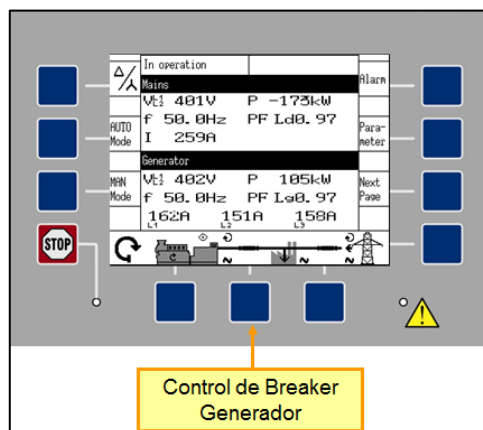 In operation
Mains
Alarm
V 401V P -173kW
AUTO Mode
f 50.0Hz PF Ld0.97
Para-meter
I 259A
Generator
MAN Mode
V 402V P 105kW
Next Page
f 50.0Hz PF Lg0.97
162A 151A 158A
L1 L2 L3
STOP
Control de Breaker
Generador